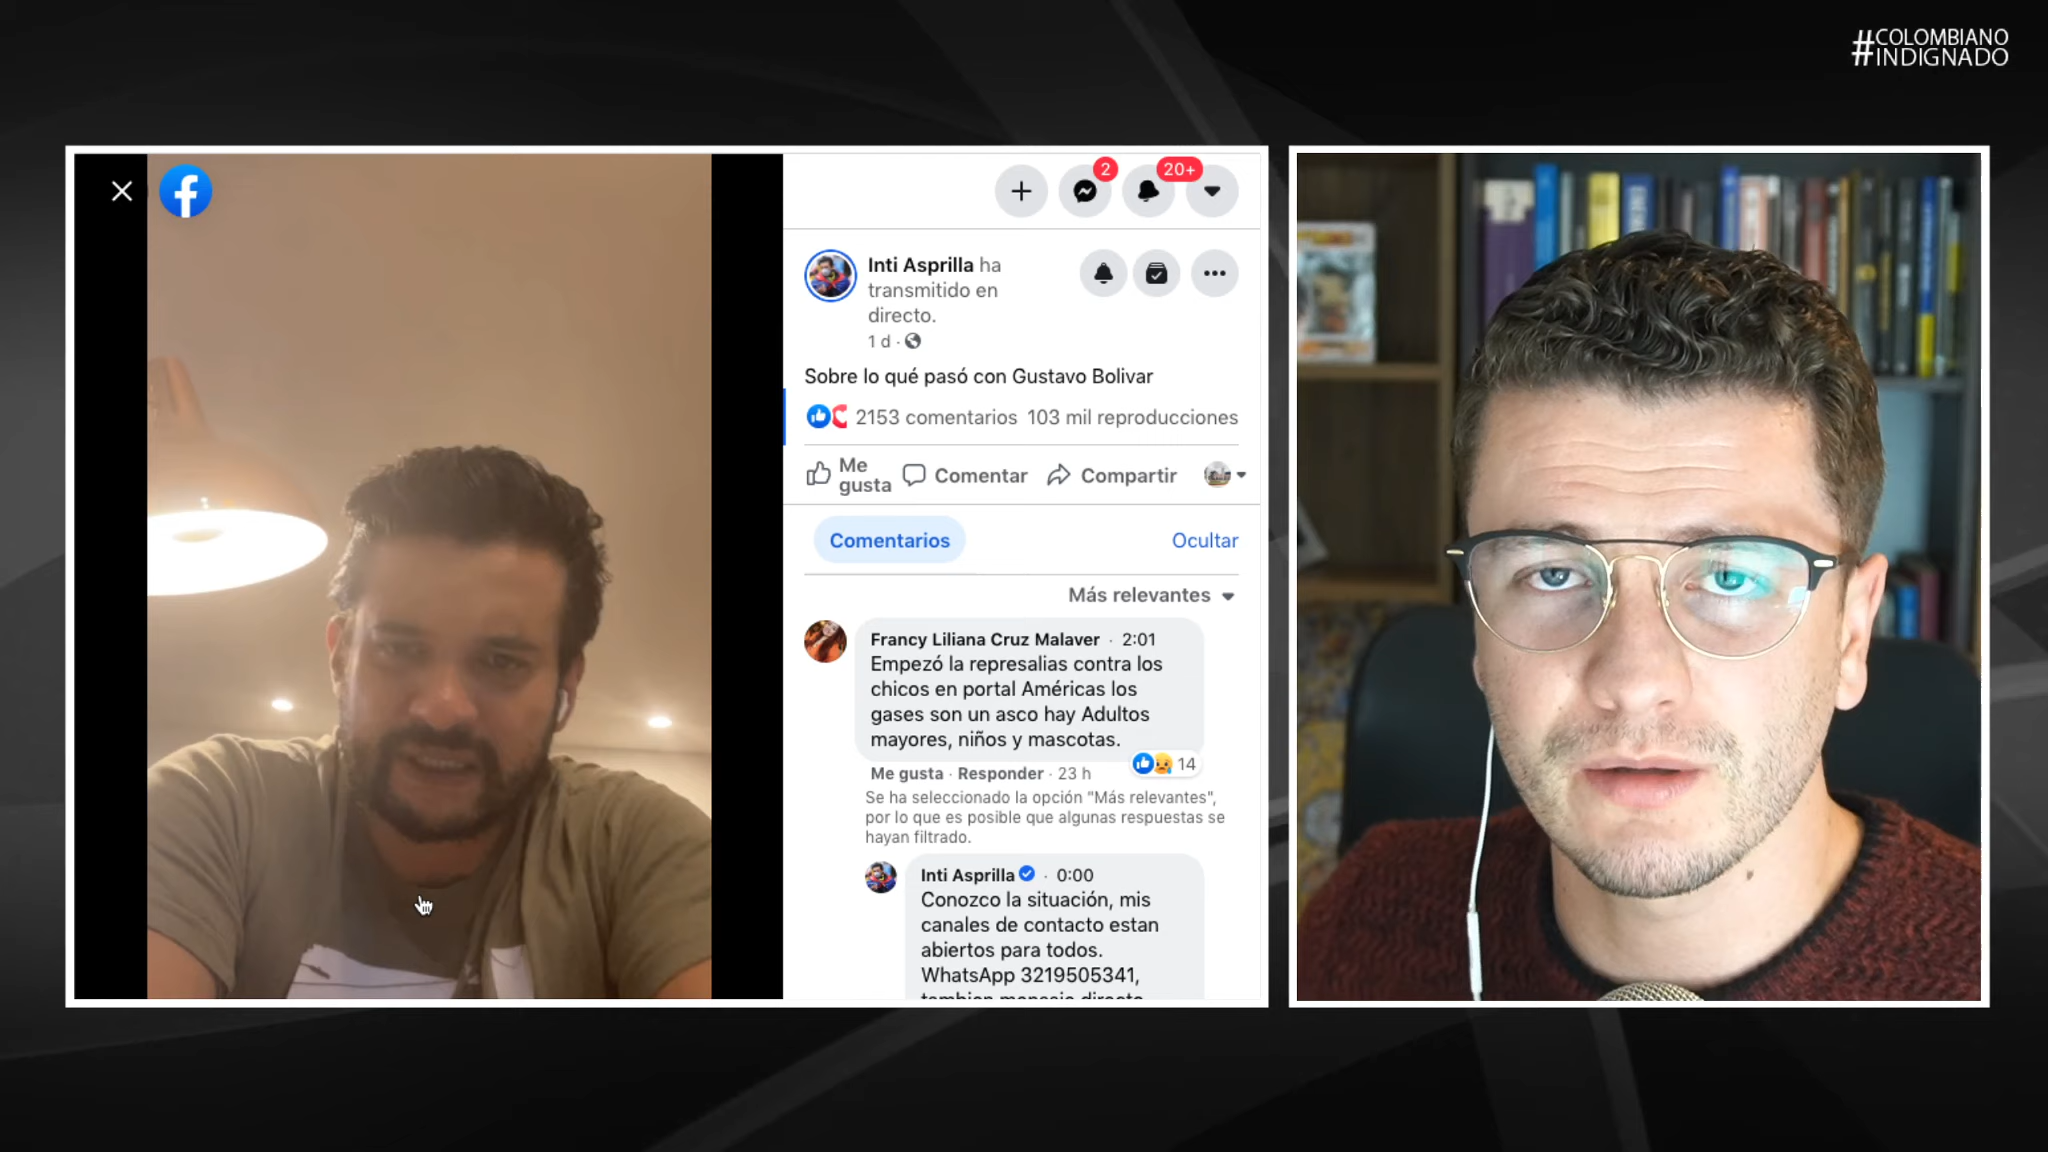 #COLOMBIANO
INDIGNADO
2
20+
Inti Asprilla ha
transmitido en
directo.
1 d ·
Sobre lo qué pasó con Gustavo Bolivar
2153 comentarios 103 mil reproducciones
Me
gusta
Comentar
Compartir
Comentarios
Ocultar
Más relevantes
Francy Liliana Cruz Malaver · 2:01
Empezó la represalias contra los
chicos en portal Américas los
gases son un asco hay Adultos
mayores, niños y mascotas.
14
Me gusta · Responder · 23 h
Se ha seleccionado la opción "Más relevantes",
por lo que es posible que algunas respuestas se
hayan filtrado.
Inti Asprilla · 0:00
Conozco la situación, mis
canales de contacto estan
abiertos para todos.
WhatsApp 3219505341,
tambien mensaje directo